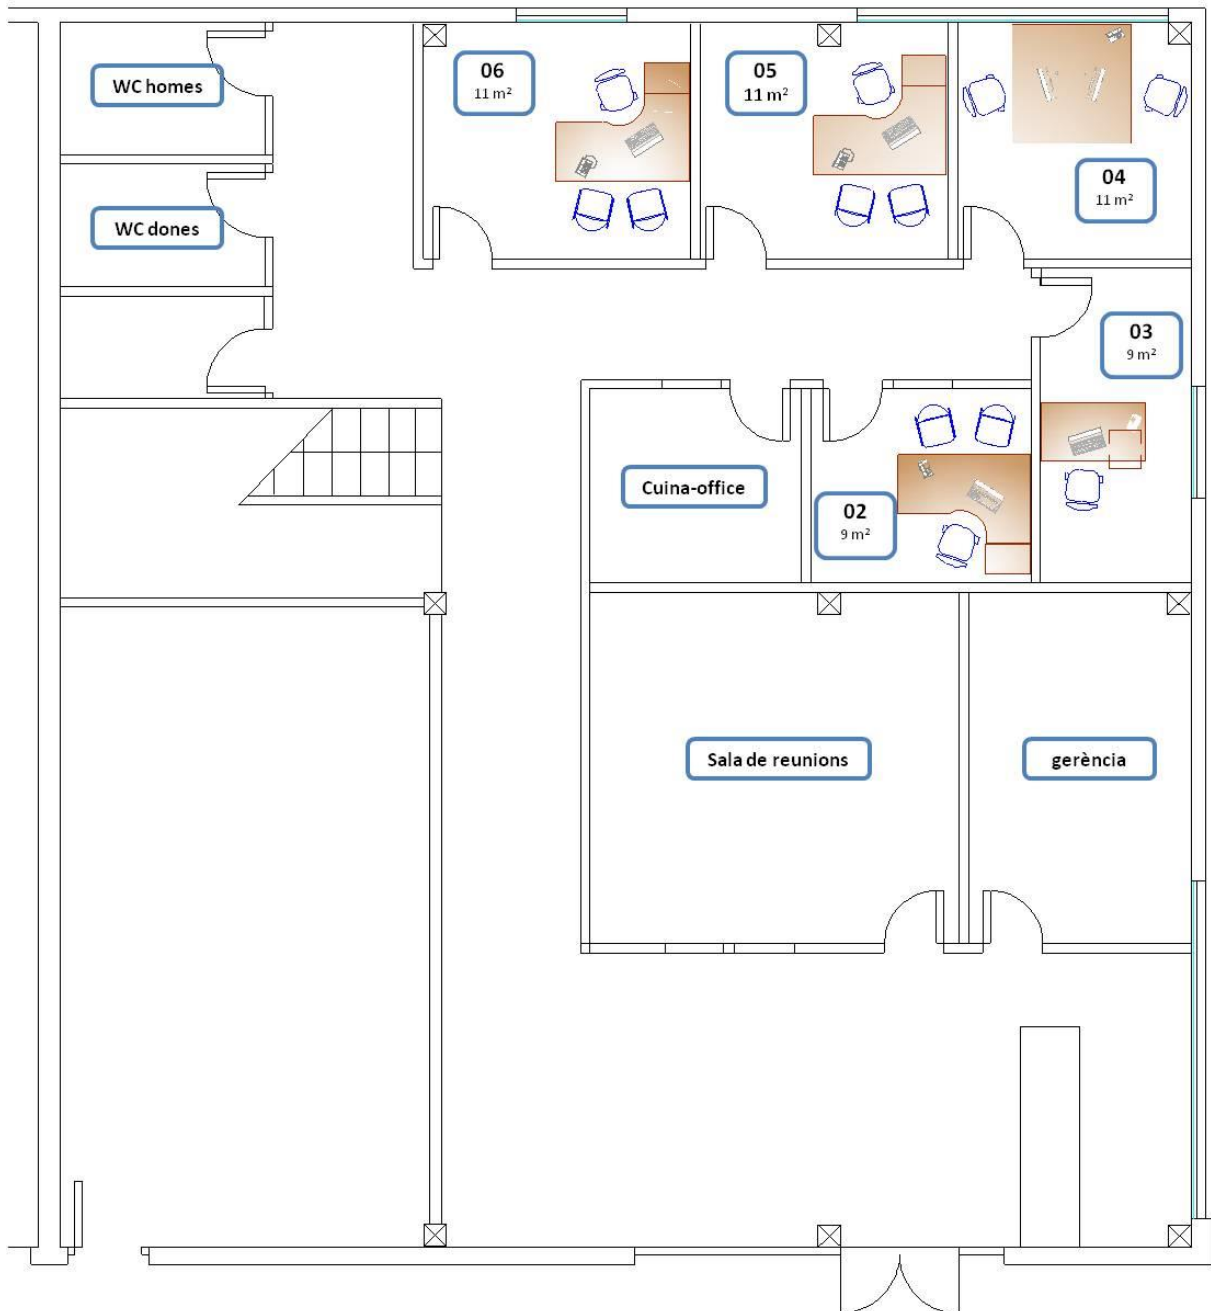 WC homes
06
11 m²
05
11 m²
04
11 m²
WC dones
03
9 m²
Cuina-office
02
9 m²
Sala de reunions
gerència